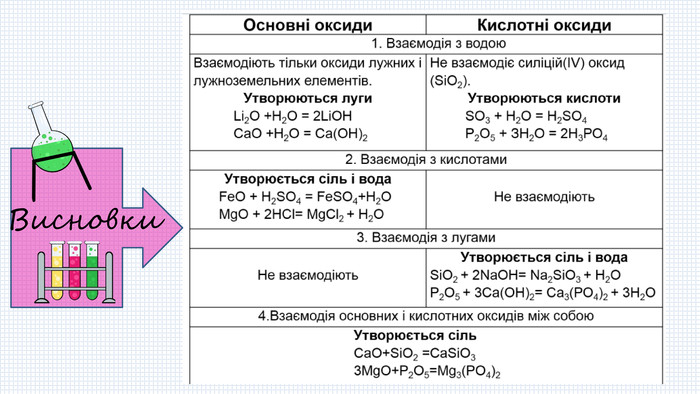 Висновки
Основні оксиди
Кислотні оксиди
1. Взаємодія з водою
Взаємодіють тільки оксиди лужних і
лужноземельних елементів.
Утворюються луги
Li₂O +H₂O = 2LiOH
CaO +H₂O = Ca(OH)₂
Не взаємодіє силіцій(IV) оксид
(SiO₂).
Утворюються кислоти
SO₃ + H₂O = H₂SO₄
P₂O₅ + 3H₂O = 2H₃PO₄
2. Взаємодія з кислотами
Утворюється сіль і вода
FeO + H₂SO₄ = FeSO₄+H₂O
MgO + 2HCl= MgCl₂ + H₂O
Не взаємодіють
3. Взаємодія з лугами
Не взаємодіють
Утворюється сіль і вода
SiO₂ + 2NaOH= Na₂SiO₃ + H₂O
P₂O₅ + 3Ca(OH)₂= Ca₃(PO₄)₂ + 3H₂O
4.Взаємодія основних і кислотних оксидів між собою
Утворюється сіль
CaO+SiO₂ =CaSiO₃
3MgO+P₂O₅=Mg₃(PO₄)₂